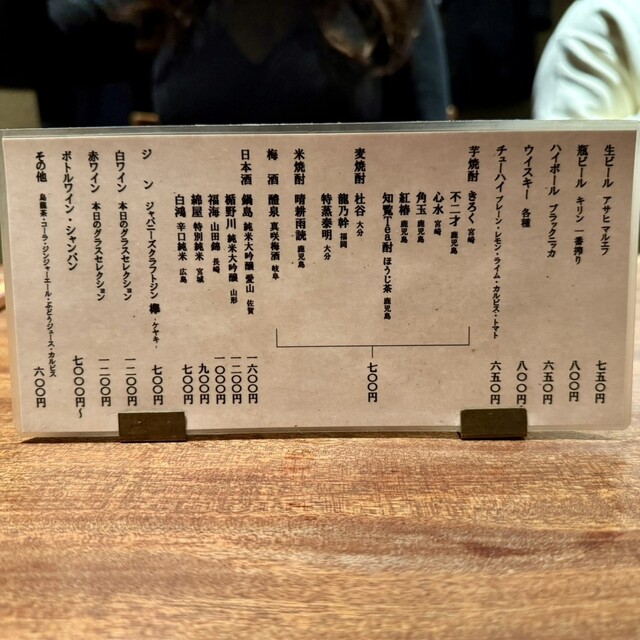 生ビール アサヒ マルエフ 七五〇円
瓶ビール キリン 一番搾り 八〇〇円
ハイボール ブラックニッカ 六五〇円
ウイスキー 各種 八〇〇円
チューハイ プレーン・レモン・ライム・カルピス・トマト 六五〇円
芋焼酎 きろく 宮崎
不二才 鹿児島
心水 宮崎
角玉 鹿児島
紅椿 鹿児島
知覧Tea酎 ほうじ茶 鹿児島
麦焼酎 杜谷 大分
龍乃幹 福岡
特蒸泰明 大分
米焼酎 晴耕雨読 鹿児島
梅酒 醴泉 真咲梅酒 岐阜
七〇〇円
日本酒 鍋島 純米大吟醸 愛山 佐賀 一六〇〇円
楯野川 純米大吟醸 山形 一二〇〇円
福海 山田錦 長崎 一〇〇〇円
綿屋 特別純米 宮城 九〇〇円
白鴻 辛口純米 広島 七〇〇円
ジン ジャパニーズクラフトジン 欅 -ケヤキ- 七〇〇円
白ワイン 本日のグラスセレクション 一二〇〇円
赤ワイン 本日のグラスセレクション 一二〇〇円
ボトルワイン・シャンパン 七〇〇〇円〜
その他 烏龍茶・コーラ・ジンジャーエール・ぶどうジュース・カルピス 六〇〇円